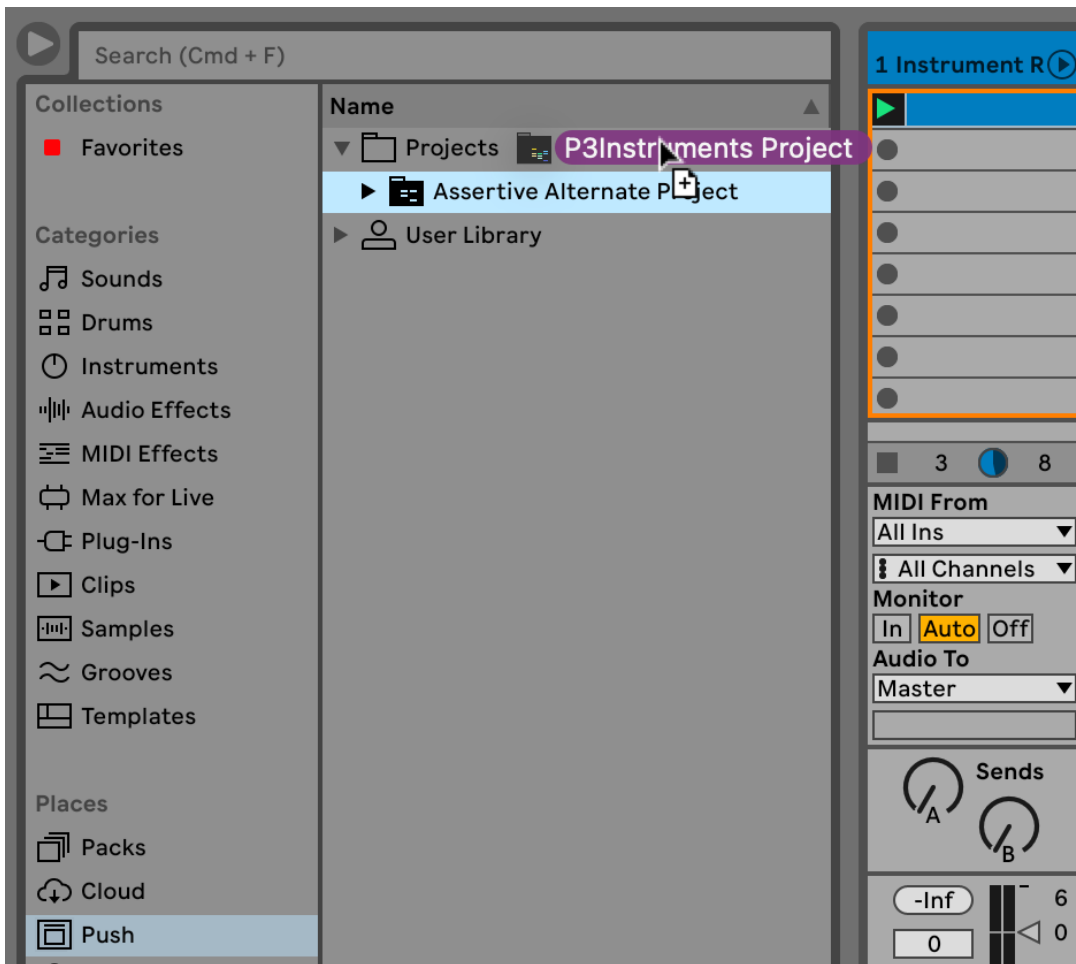 Search (Cmd + F)
Collections
Favorites
Categories
Sounds
Drums
Instruments
Audio Effects
MIDI Effects
Max for Live
Plug-Ins
Clips
Samples
Grooves
Templates
Places
Packs
Cloud
Push
Name
Projects
P3Instruments Project
Assertive Alternate Project
User Library
1 Instrument R
3 8
MIDI From
All Ins
All Channels
Monitor
In Auto Off
Audio To
Master
Sends
A
B
-Inf 6
0 0